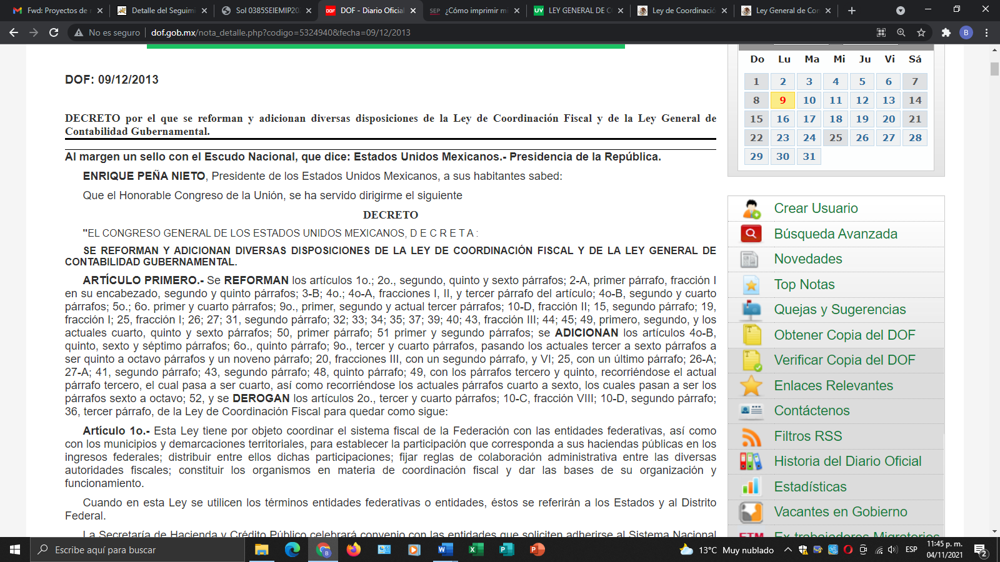 Fwd: Proyectos de
Detalle del Seguimi
Sol 0385SEIEMIP20
DOF - Diario Oficial
SEP ¿Cómo imprimir mi
UV LEY GENERAL DE C
Ley de Coordinació
Ley General de Con
No es seguro
dof.gob.mx/nota_detalle.php?codigo=5324940&fecha=09/12/2013
B
DOF: 09/12/2013
DECRETO por el que se reforman y adicionan diversas disposiciones de la Ley de Coordinación Fiscal y de la Ley General de
Contabilidad Gubernamental.
Al margen un sello con el Escudo Nacional, que dice: Estados Unidos Mexicanos.- Presidencia de la República.
ENRIQUE PEÑA NIETO, Presidente de los Estados Unidos Mexicanos, a sus habitantes sabed:
Que el Honorable Congreso de la Unión, se ha servido dirigirme el siguiente
DECRETO
"EL CONGRESO GENERAL DE LOS ESTADOS UNIDOS MEXICANOS, D E C R E T A :
SE REFORMAN Y ADICIONAN DIVERSAS DISPOSICIONES DE LA LEY DE COORDINACIÓN FISCAL Y DE LA LEY GENERAL DE
CONTABILIDAD GUBERNAMENTAL.
ARTÍCULO PRIMERO.- Se REFORMAN los artículos 1o.; 2o., segundo, quinto y sexto párrafos; 2-A, primer párrafo, fracción I
en su encabezado, segundo y quinto párrafos; 3-B; 4o.; 4o-A, fracciones I, II, y tercer párrafo del artículo; 4o-B, segundo y cuarto
párrafos; 5o.; 6o. primer y cuarto párrafos; 9o., primer, segundo y actual tercer párrafos; 10-D, fracción II; 15, segundo párrafo; 19,
fracción I; 25, fracción I; 26; 27; 31, segundo párrafo; 32; 33; 34; 35; 37; 39; 40; 43, fracción III; 44; 45; 49, primero, segundo, y los
actuales cuarto, quinto y sexto párrafos; 50, primer párrafo; 51 primer y segundo párrafos; se ADICIONAN los artículos 4o-B,
quinto, sexto y séptimo párrafos; 6o., quinto párrafo; 9o., tercer y cuarto párrafos, pasando los actuales tercer a sexto párrafos a
ser quinto a octavo párrafos y un noveno párrafo; 20, fracciones III, con un segundo párrafo, y VI; 25, con un último párrafo; 26-A;
27-A; 41, segundo párrafo; 43, segundo párrafo; 48, quinto párrafo; 49, con los párrafos tercero y quinto, recorriéndose el actual
párrafo tercero, el cual pasa a ser cuarto, así como recorriéndose los actuales párrafos cuarto a sexto, los cuales pasan a ser los
párrafos sexto a octavo; 52, y se DEROGAN los artículos 2o., tercer y cuarto párrafos; 10-C, fracción VIII; 10-D, segundo párrafo;
36, tercer párrafo, de la Ley de Coordinación Fiscal para quedar como sigue:
Artículo 1o.- Esta Ley tiene por objeto coordinar el sistema fiscal de la Federación con las entidades federativas, así como
con los municipios y demarcaciones territoriales, para establecer la participación que corresponda a sus haciendas públicas en los
ingresos federales; distribuir entre ellos dichas participaciones; fijar reglas de colaboración administrativa entre las diversas
autoridades fiscales; constituir los organismos en materia de coordinación fiscal y dar las bases de su organización y
funcionamiento.
Cuando en esta Ley se utilicen los términos entidades federativas o entidades, éstos se referirán a los Estados y al Distrito
Federal.
La Secretaría de Hacienda y Crédito Público celebrará convenio con las entidades que soliciten adherirse al Sistema Nacional
Do Lu Ma Mi Ju Vi Sá
1 2 3 4 5 6 7
8 9 10 11 12 13 14
15 16 17 18 19 20 21
22 23 24 25 26 27 28
29 30 31
Crear Usuario
Búsqueda Avanzada
Novedades
Top Notas
Quejas y Sugerencias
Obtener Copia del DOF
Verificar Copia del DOF
Enlaces Relevantes
Contáctenos
Filtros RSS
Historia del Diario Oficial
Estadísticas
Vacantes en Gobierno
Ex-trabajadores Migratorios
Escribe aquí para buscar
13°C Muy nublado
ESP
11:45 p. m.
04/11/2021
2